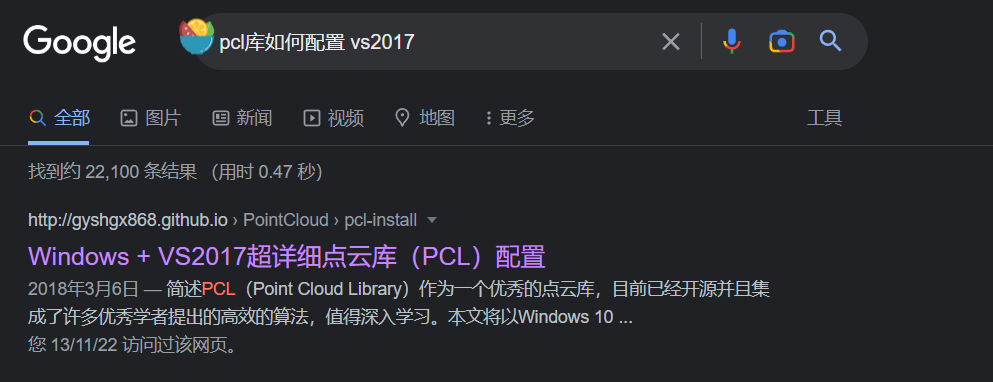 Google
pcl库如何配置 vs2017
全部 图片 新闻 视频 地图 更多 工具
找到约 22,100 条结果 （用时 0.47 秒）
http://gyshgx868.github.io › PointCloud › pcl-install
Windows + VS2017超详细点云库（PCL）配置
2018年3月6日 — 简述PCL（Point Cloud Library）作为一个优秀的点云库，目前已经开源并且集
成了许多优秀学者提出的高效的算法，值得深入学习。本文将以Windows 10 ...
您 13/11/22 访问过该网页。